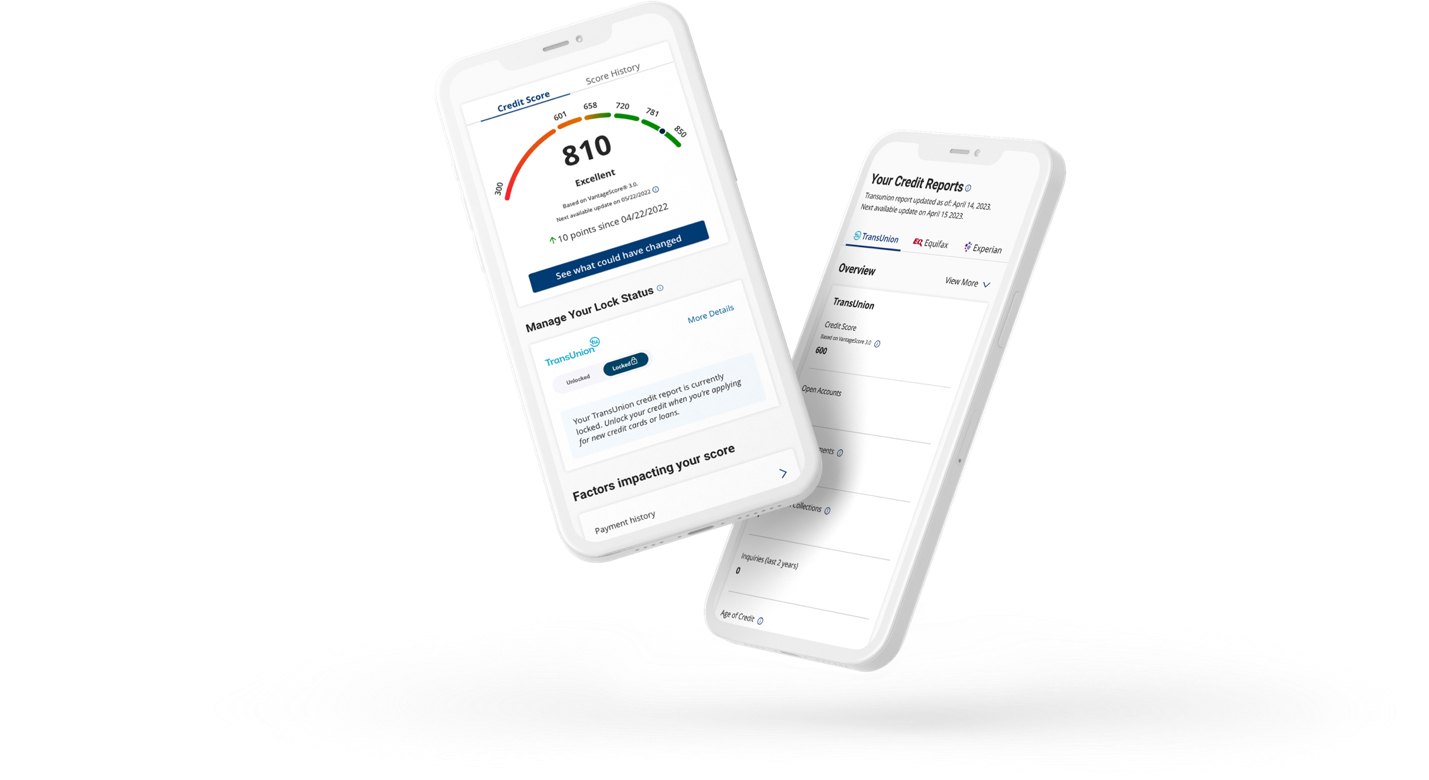 Credit Score
Score History
300
601
658
720
781
850
810
Excellent
Based on VantageScore® 3.0.
Next available update on 05/22/2022
10 points since 04/22/2022
See what could have changed
Manage Your Lock Status
TransUnion
tu
More Details
Unlocked
Locked
Your TransUnion credit report is currently
locked. Unlock your credit when you're applying
for new credit cards or loans.
Factors impacting your score
Payment history
Your Credit Reports
Transunion report updated as of: April 14, 2023.
Next available update on April 15 2023.
TransUnion
Equifax
Experian
Overview
View More
TransUnion
Credit Score
Based on VantageScore 3.0
600
Open Accounts
Collections
Inquiries (last 2 years)
0
Age of Credit